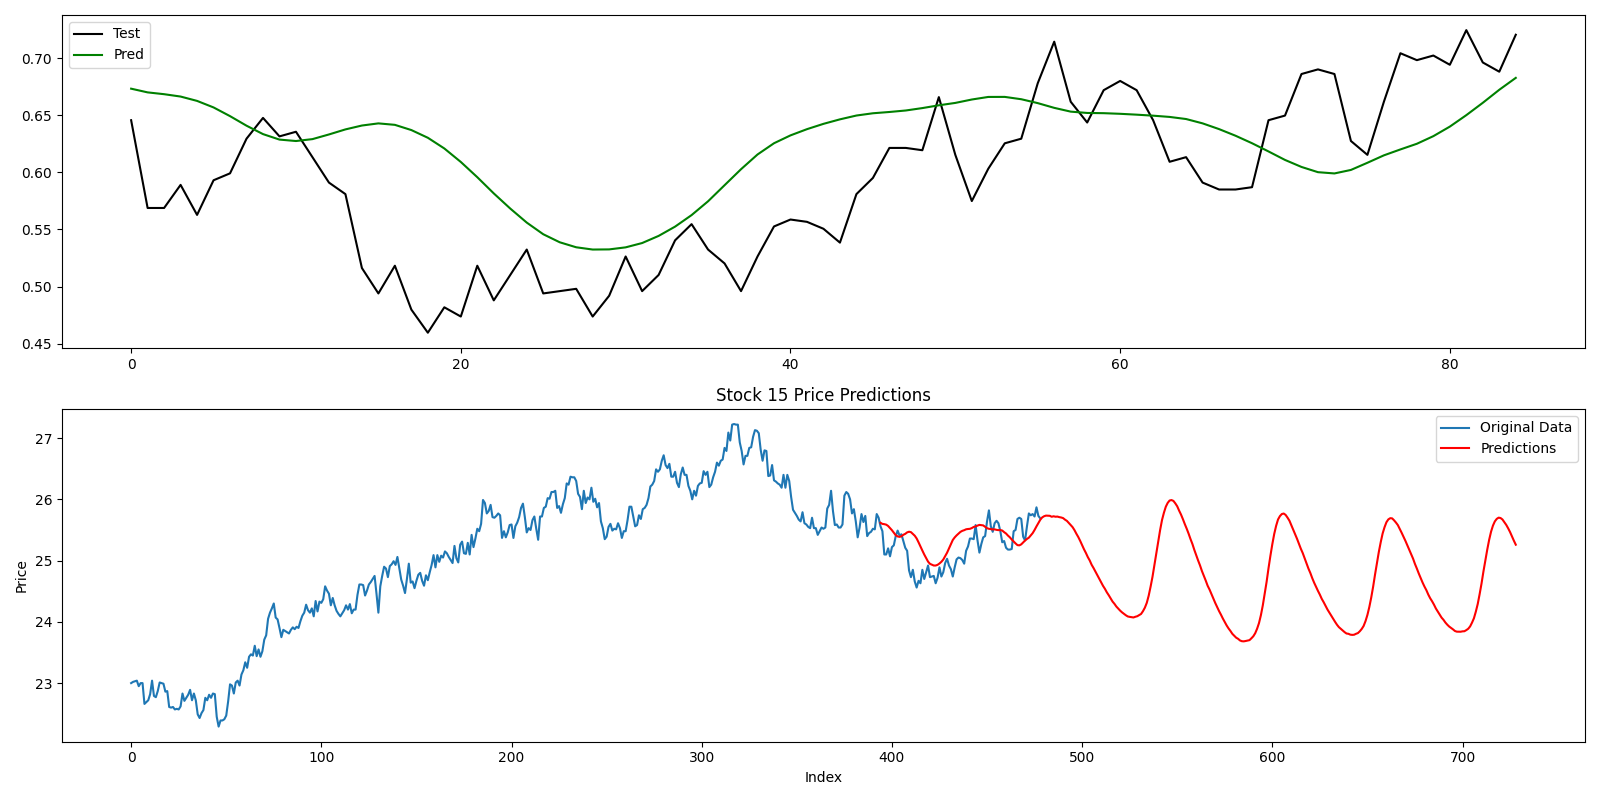 Test
Pred
0.70
0.65
0.60
0.55
0.50
0.45
0 20 40 60 80
Stock 15 Price Predictions
Original Data
Predictions
27
26
25
24
23
Price
0 100 200 300 400 500 600 700
Index